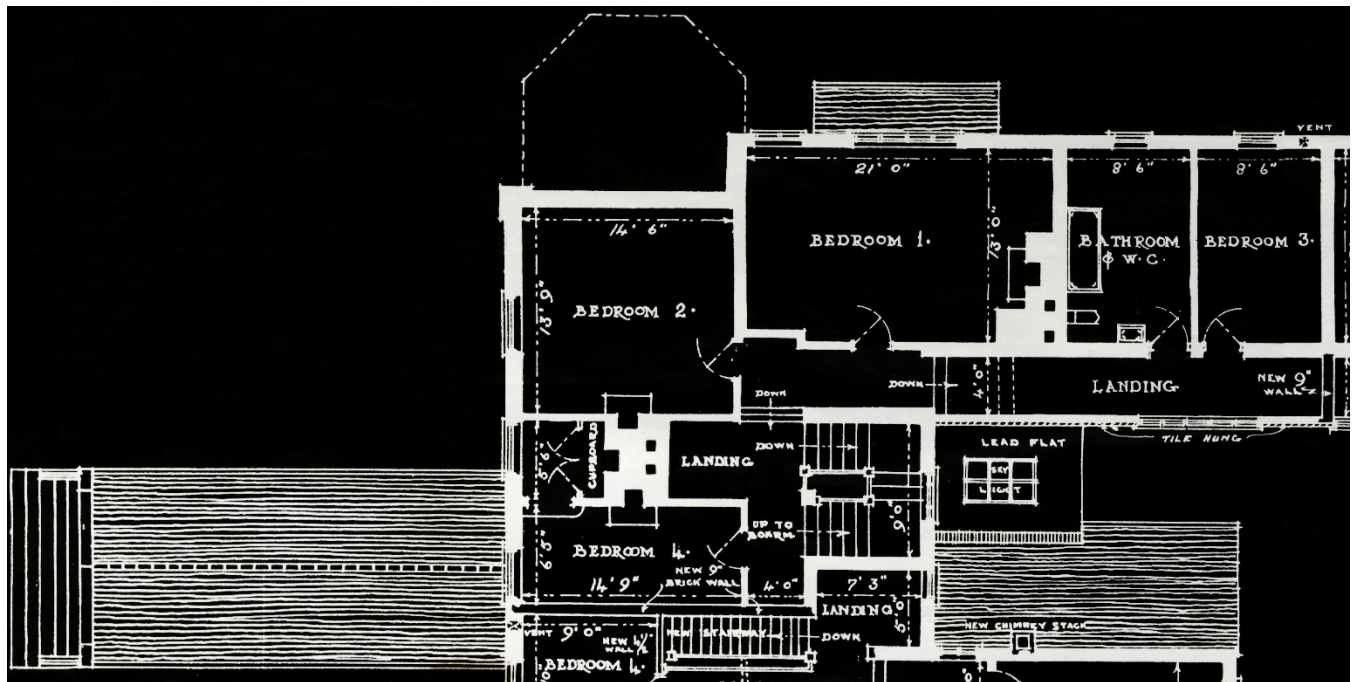 VENT
21' 0"
8' 6"
8' 6"
14' 6"
BEDROOM 1.
13' 0"
BATHROOM
& W.C.
BEDROOM 3.
13' 9"
BEDROOM 2.
DOWN
4' 0"
LANDING
NEW 9"
WALL
DOWN
CUPBOARD
5' 6"
LANDING
DOWN
TILE HUNG
LEAD FLAT
SKY
LIGHT
9' 0"
UP TO
BOXRM.
BEDROOM 4.
6' 3"
14' 9"
NEW 9"
BRICK WALL
4' 0"
7' 3"
LANDING
VENT
9' 0"
NEW 4½"
WALL
NEW STAIRWAY
DOWN
NEW CHIMNEY STACK
BEDROOM 4.